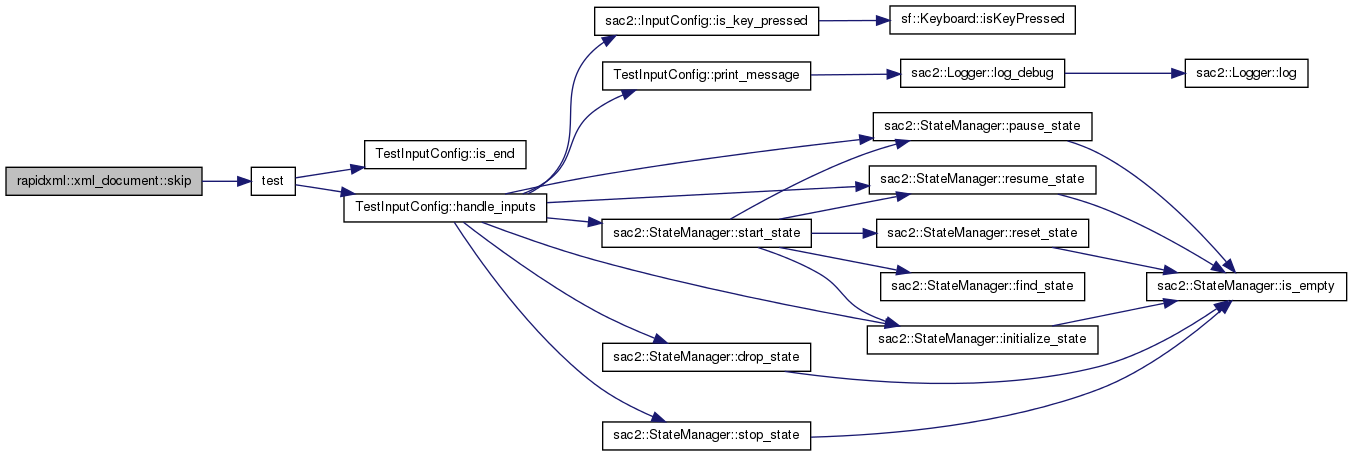 sac2::InputConfig::is_key_pressed
sf::Keyboard::isKeyPressed
TestInputConfig::print_message
sac2::Logger::log_debug
sac2::Logger::log
sac2::StateManager::pause_state
TestInputConfig::is_end
rapidxml::xml_document::skip
test
sac2::StateManager::resume_state
TestInputConfig::handle_inputs
sac2::StateManager::start_state
sac2::StateManager::reset_state
sac2::StateManager::find_state
sac2::StateManager::is_empty
sac2::StateManager::initialize_state
sac2::StateManager::drop_state
sac2::StateManager::stop_state